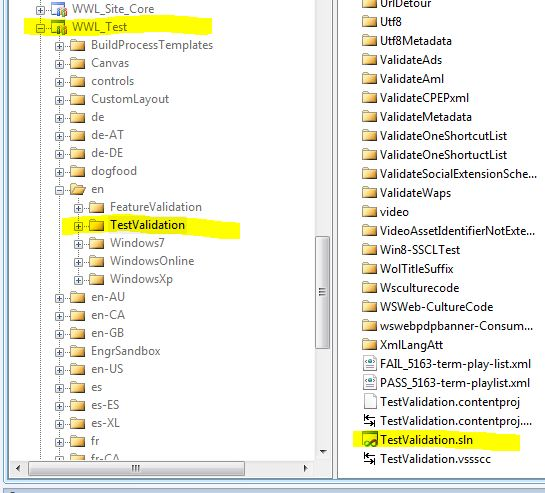 WWL_Site_Core
WWL_Test
BuildProcessTemplates
Canvas
controls
CustomLayout
de
de-AT
de-DE
dogfood
en
FeatureValidation
TestValidation
Windows7
WindowsOnline
WindowsXp
en-AU
en-CA
en-GB
EngrSandbox
en-US
es
es-ES
es-XL
fr
fr-CA
UrlDetour
Utf8
Utf8Metadata
ValidateAds
ValidateAml
ValidateCPEPxml
ValidateMetadata
ValidateOneShortcutList
ValidateOneShortuctList
ValidateSocialExtensionSche...
ValidateWaps
video
VideoAssetIdentifierNotExte...
Win8-SSCLTest
WolTitleSuffix
Wsculturecode
WSWeb-CultureCode
wswebpdpbanner-Consum...
XmlLangAtt
FAIL_5163-term-play-list.xml
PASS_5163-term-playlist.xml
TestValidation.contentproj
TestValidation.contentproj....
TestValidation.sln
TestValidation.vssscc